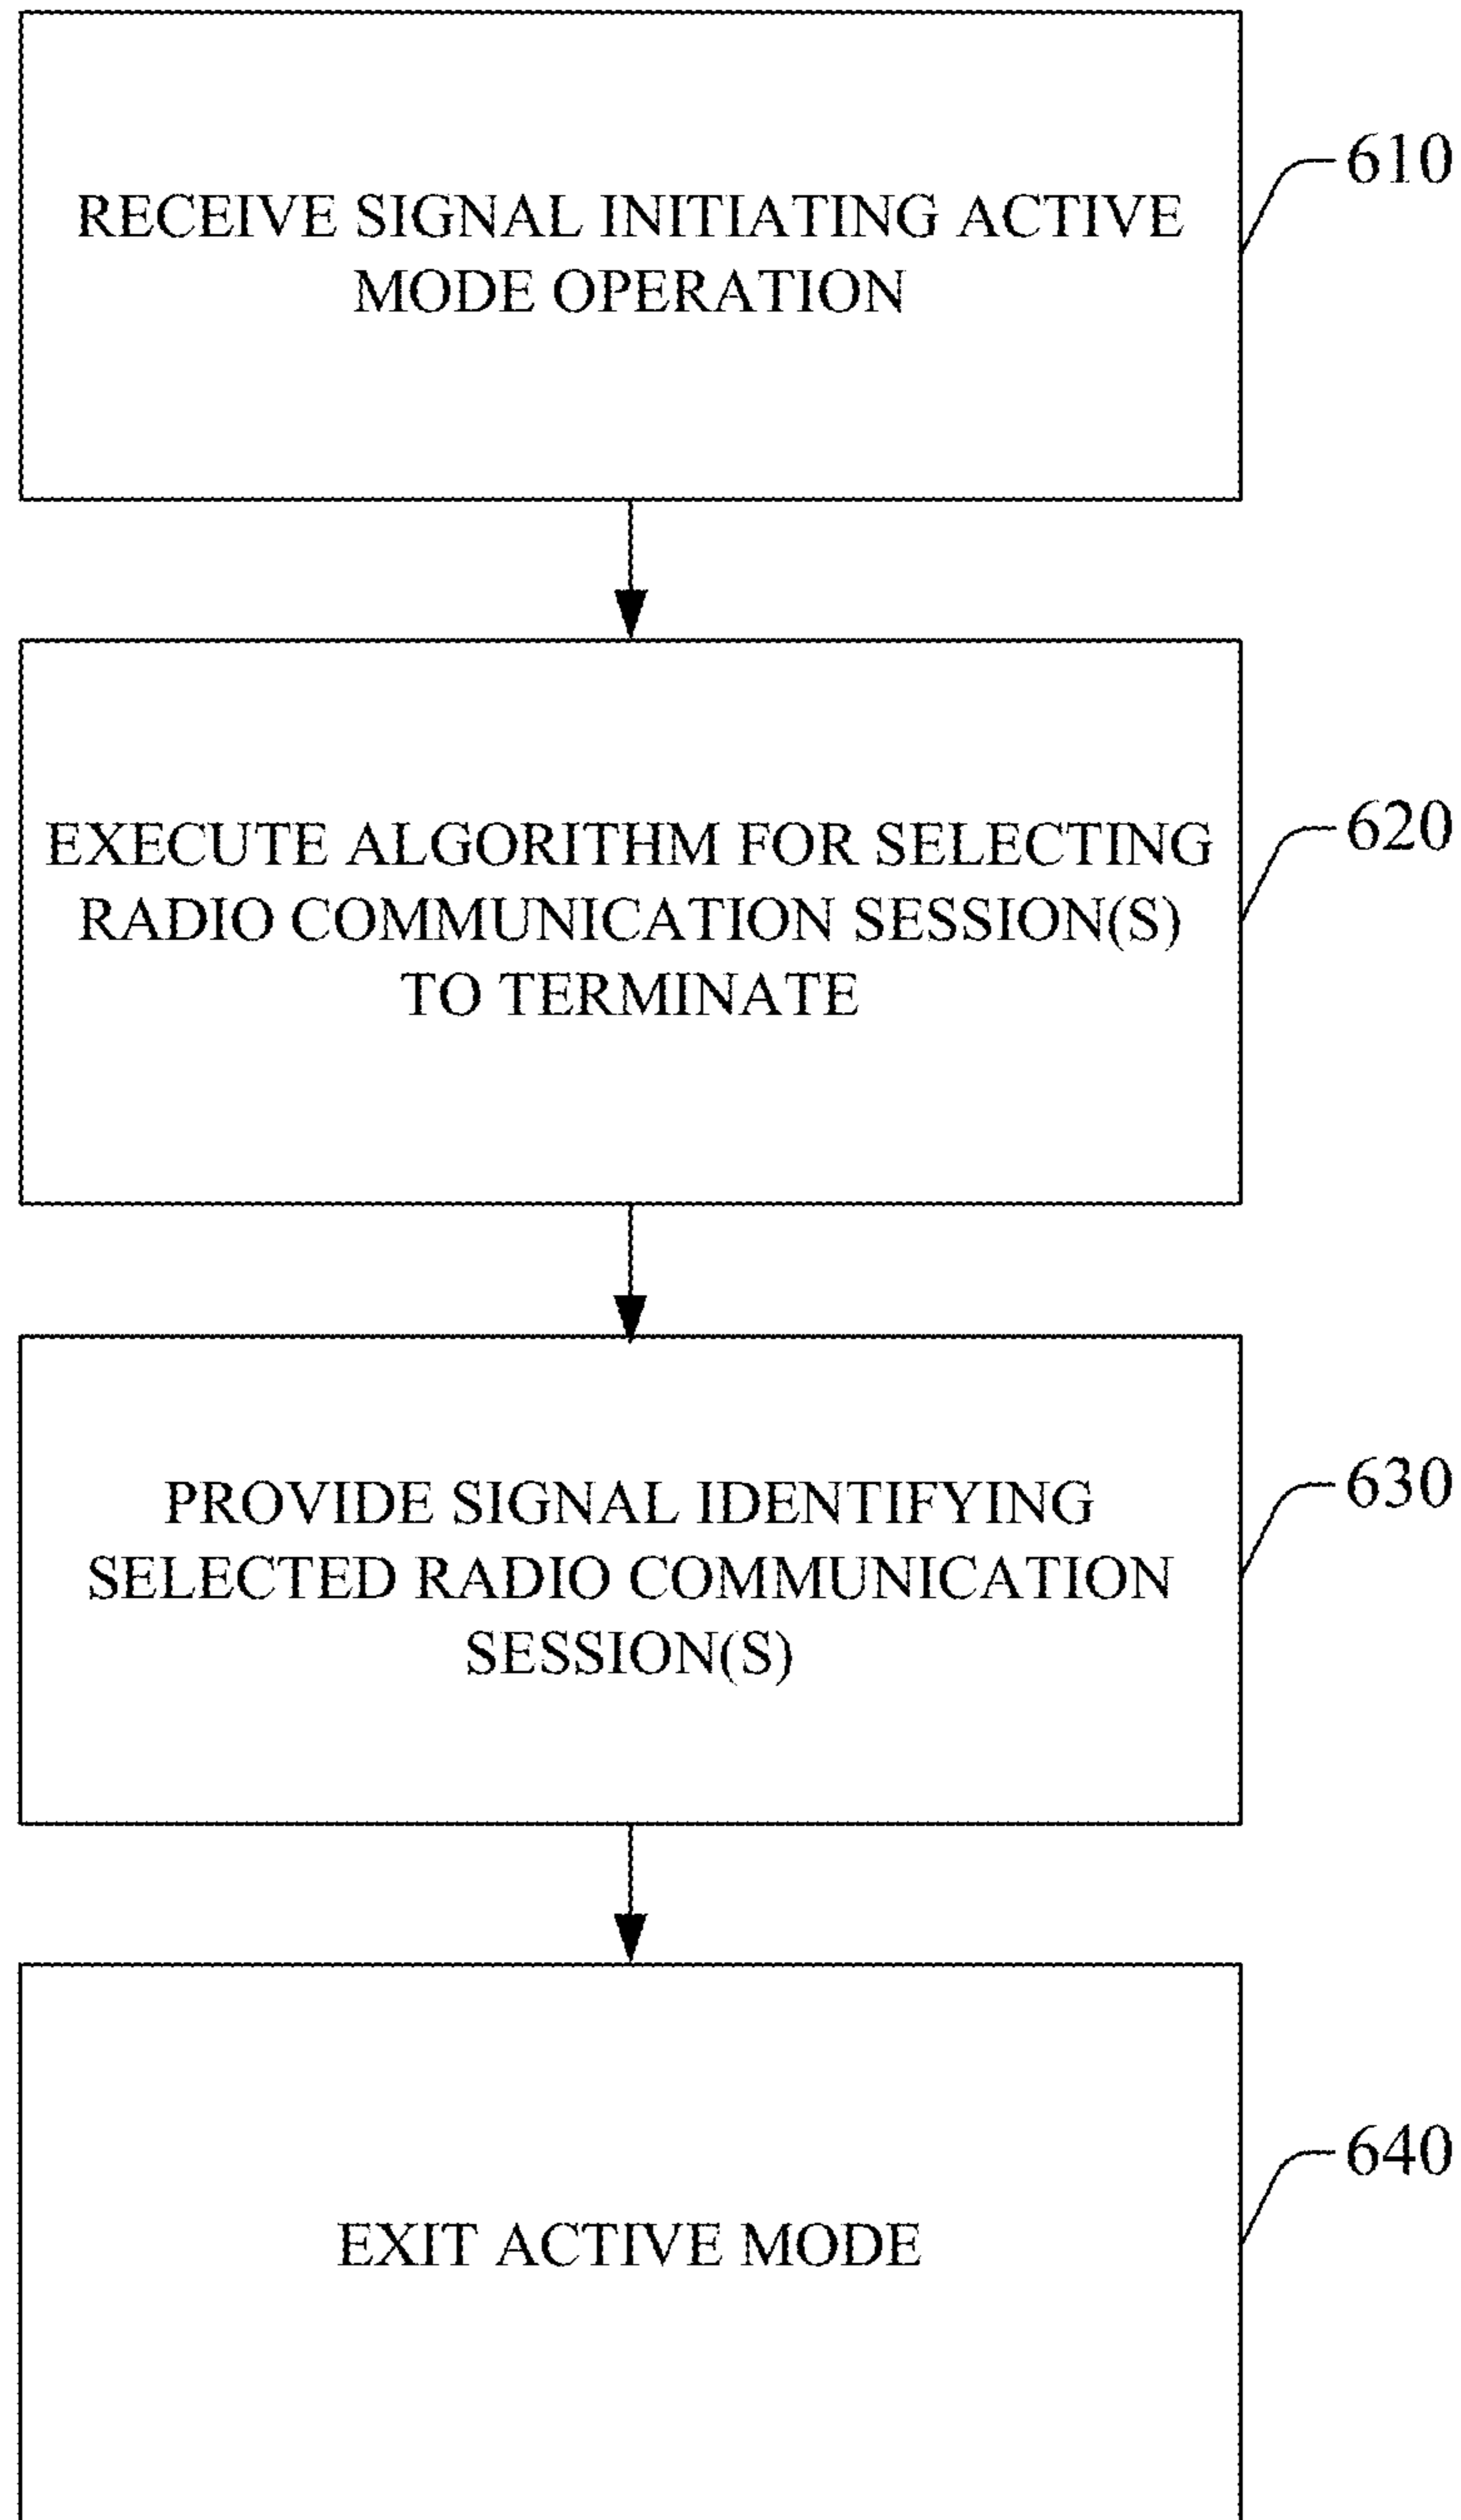 RECEIVE SIGNAL INITIATING ACTIVE
MODE OPERATION
610
EXECUTE ALGORITHM FOR SELECTING
RADIO COMMUNICATION SESSION(S)
TO TERMINATE
620
PROVIDE SIGNAL IDENTIFYING
SELECTED RADIO COMMUNICATION
SESSION(S)
630
EXIT ACTIVE MODE
640